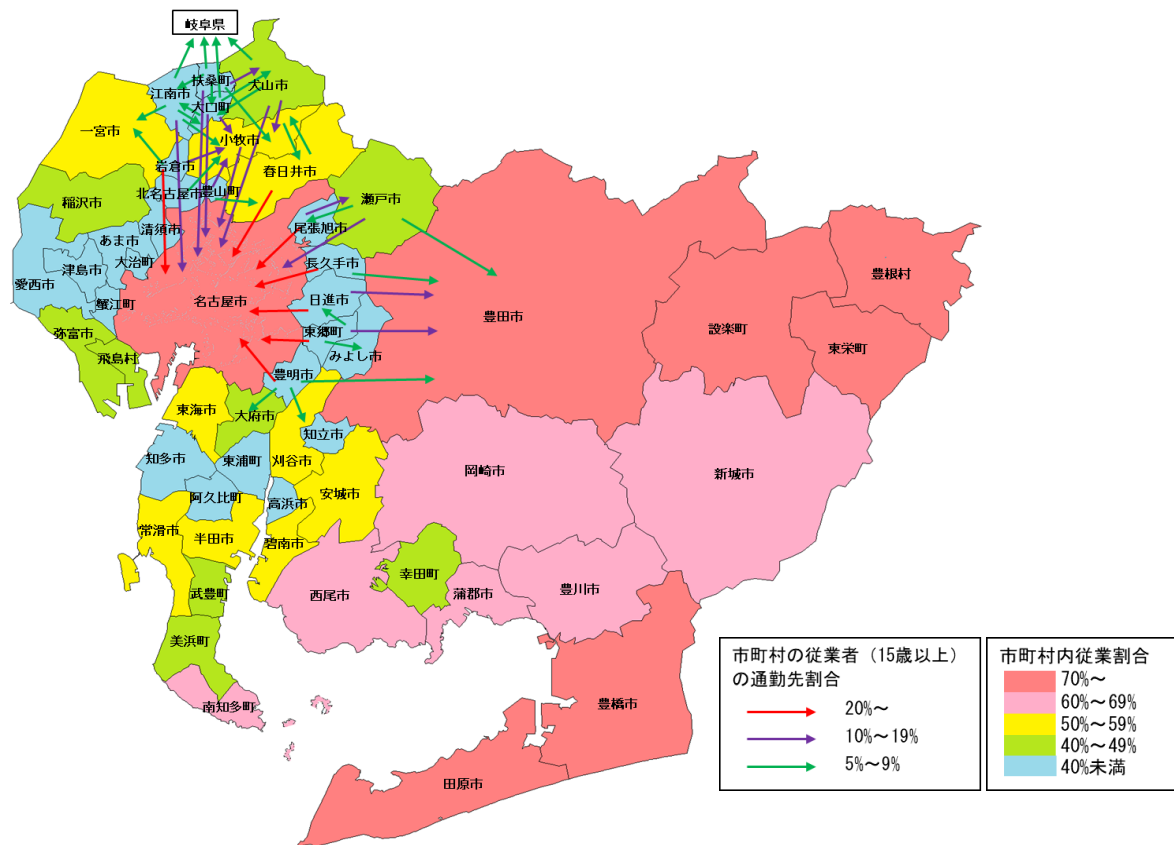 岐阜県
扶桑町
犬山市
江南市
大口町
一宮市
小牧市
岩倉市
春日井市
北名古屋市
豊山町
稲沢市
瀬戸市
清須市
尾張旭市
あま市
大治町
津島市
長久手市
愛西市
蟹江町
名古屋市
日進市
豊田市
豊根村
設楽町
東栄町
弥富市
飛島村
東郷町
みよし市
豊明市
東海市
大府市
知立市
知多市
東浦町
刈谷市
岡崎市
新城市
阿久比町
高浜市
安城市
常滑市
半田市
碧南市
武豊町
西尾市
幸田町
蒲郡市
豊川市
美浜町
南知多町
豊橋市
田原市
市町村の従業者(15歳以上)
の通勤先割合
20%~
10%~19%
5%~9%
市町村内従業割合
70%~
60%~69%
50%~59%
40%~49%
40%未満